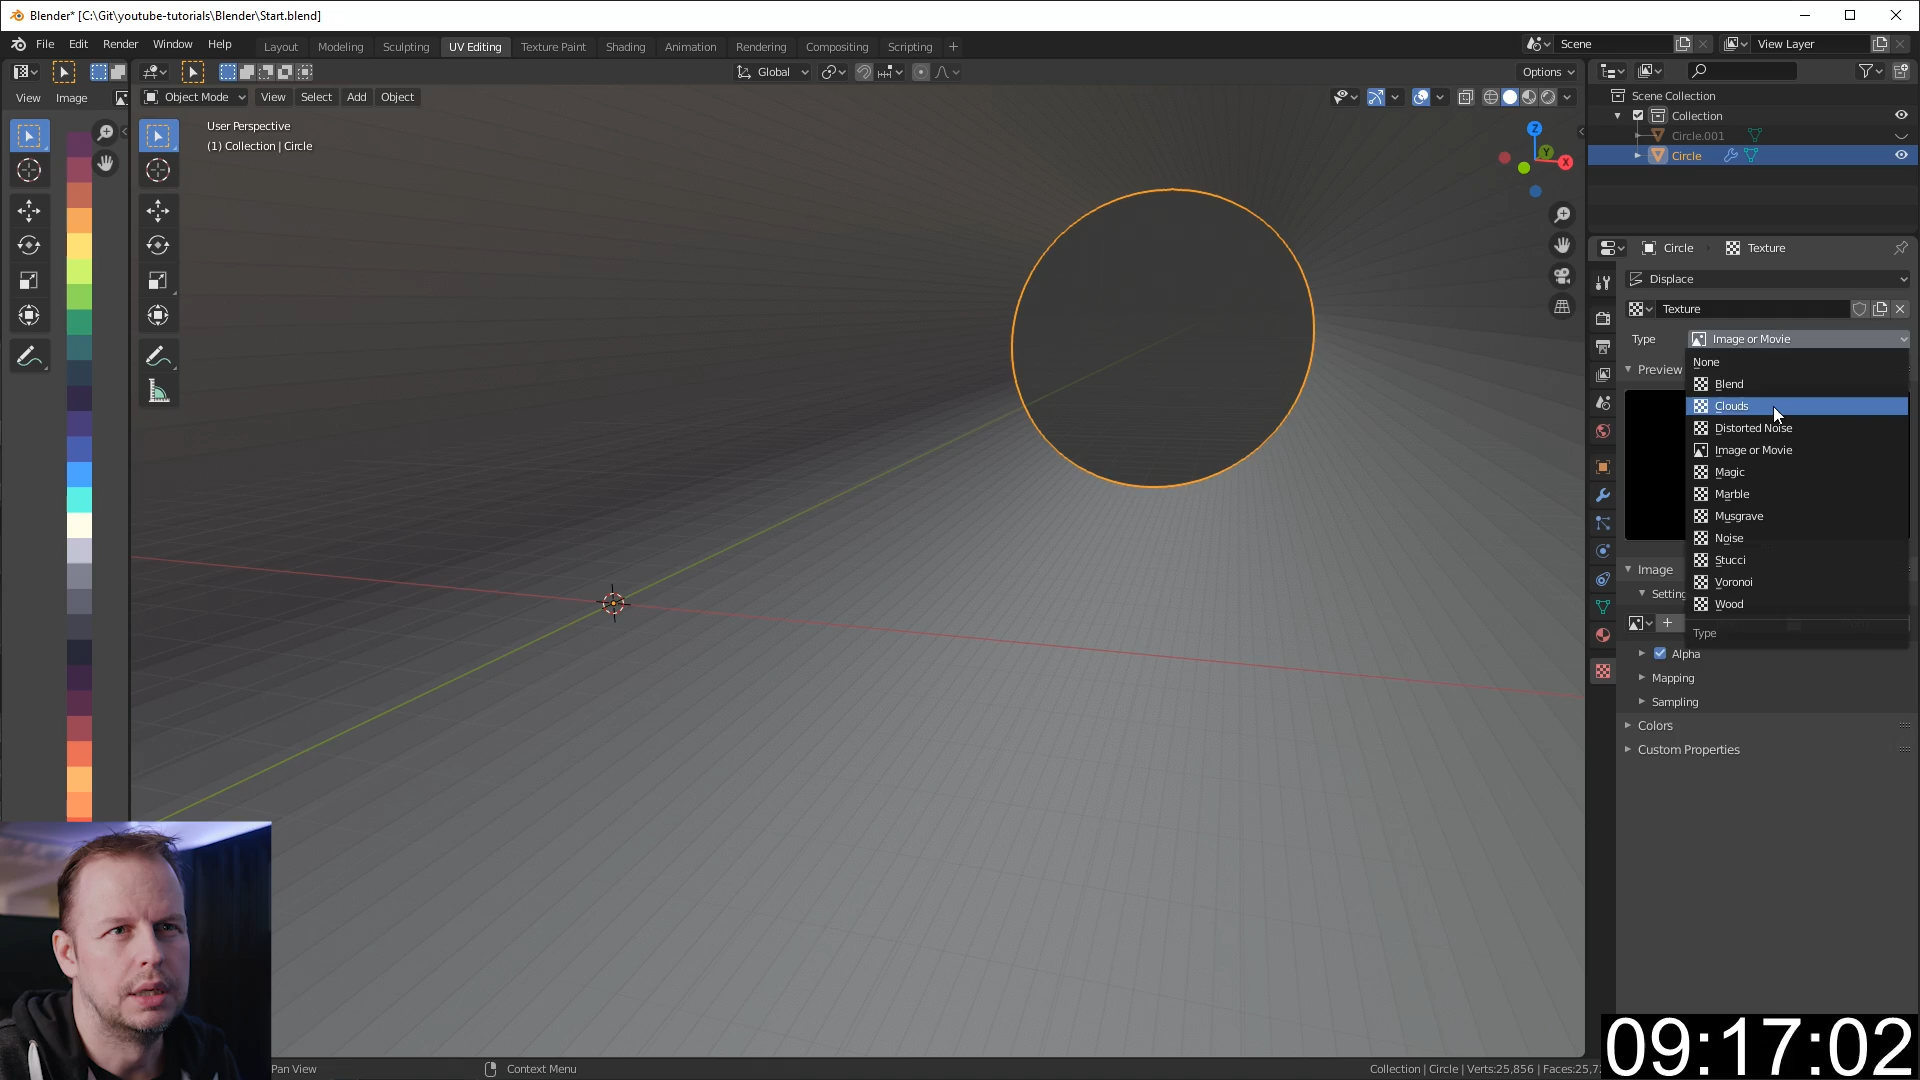 Blender* [C:\Git\youtube-tutorials\Blender\Start.blend]
File Edit Render Window Help
Layout Modeling Sculpting UV Editing Texture Paint Shading Animation Rendering Compositing Scripting +
Scene
View Layer
Global
Options
View Image
Object Mode View Select Add Object
User Perspective
(1) Collection | Circle
Z
Y
X
Scene Collection
Collection
Circle.001
Circle
Circle Texture
Displace
Texture
Type Image or Movie
Preview
None
Blend
Clouds
Distorted Noise
Image or Movie
Magic
Marble
Musgrave
Noise
Stucci
Voronoi
Wood
Type
Image
Alpha
Mapping
Sampling
Colors
Custom Properties
Pan View
Context Menu
Collection | Circle | Verts:25,856 |
09:17:02